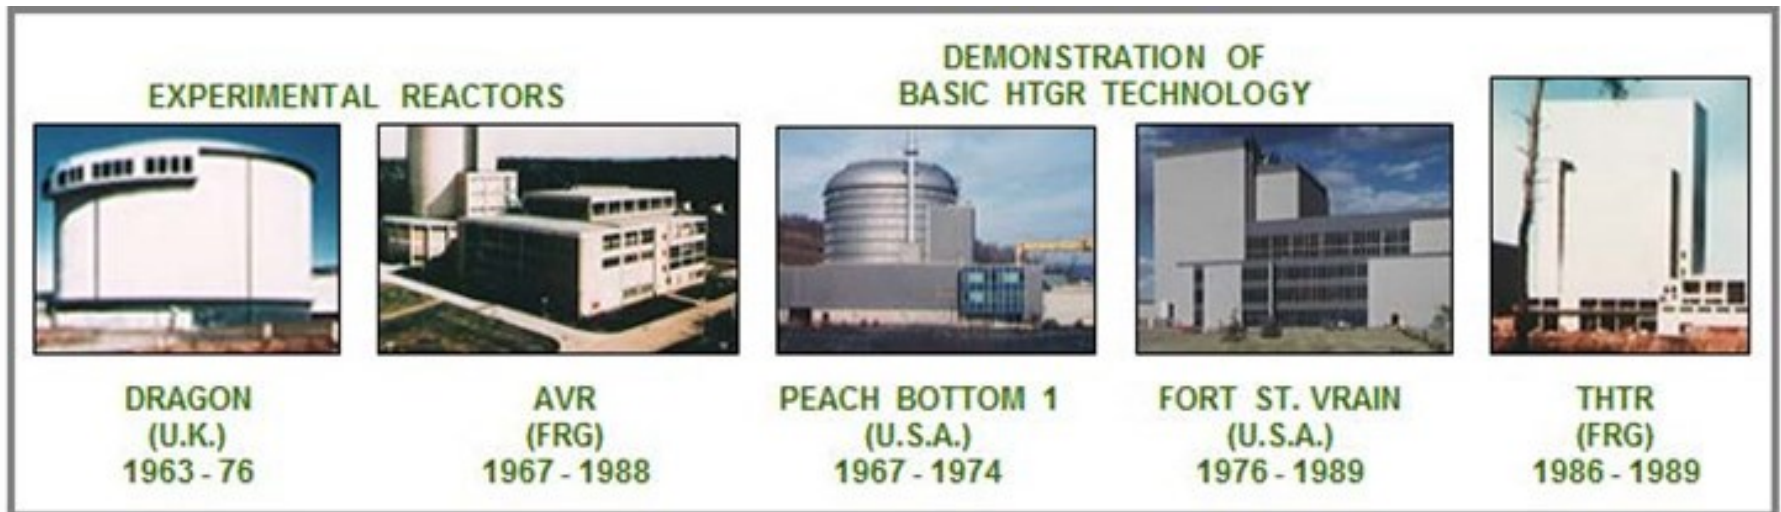 EXPERIMENTAL REACTORS
DEMONSTRATION OF
BASIC HTGR TECHNOLOGY
DRAGON
(U.K.)
1963 - 76
AVR
(FRG)
1967 - 1988
PEACH BOTTOM 1
(U.S.A.)
1967 - 1974
FORT ST. VRAIN
(U.S.A.)
1976 - 1989
THTR
(FRG)
1986 - 1989